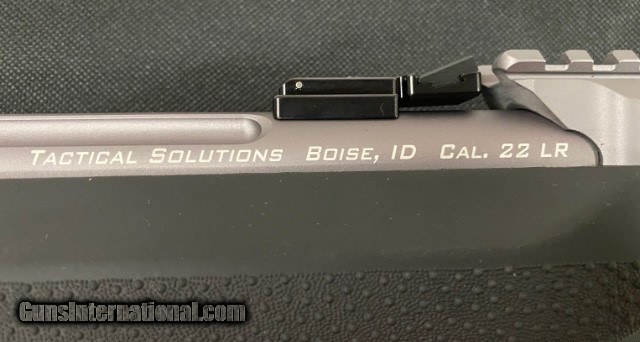 Tactical Solutions Boise, ID Cal. 22 LR
GunsInternational.com